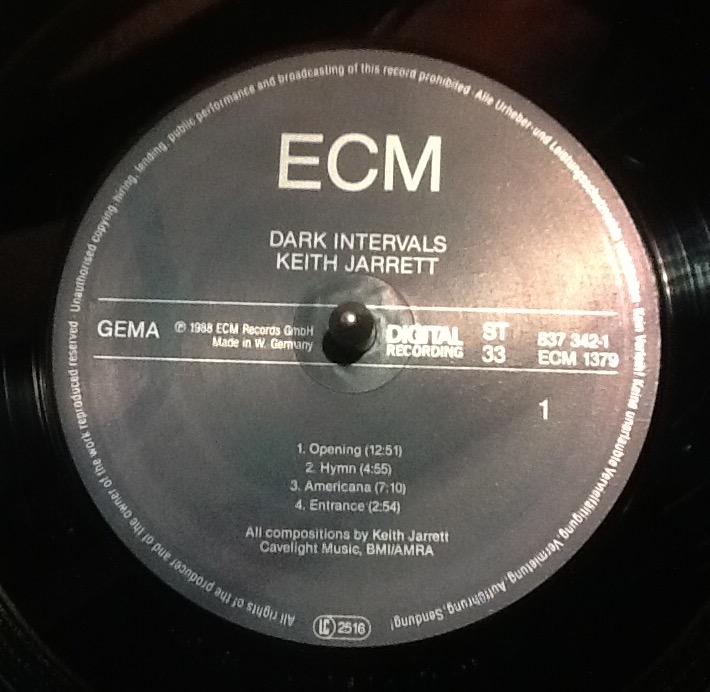 ECM
DARK INTERVALS
KEITH JARRETT
GEMA
℗ 1988 ECM Records GmbH
Made in W. Germany
DIGITAL
RECORDING
ST
33
837 342-1
ECM 1379
1
1. Opening (12:51)
2. Hymn (4:55)
3. Americana (7:10)
4. Entrance (2:54)
All compositions by Keith Jarrett
Cavelight Music, BMI/AMRA
LC 2516
All rights of the producer and of the owner of the work reproduced reserved · Unauthorised copying, hiring, lending, public performance and broadcasting of this record prohibited · Alle Urheber- und Leistungsschutzrechte Kein Verleih! Keine unerlaubte Vervielfältigung, Vermietung, Aufführung, Sendung!